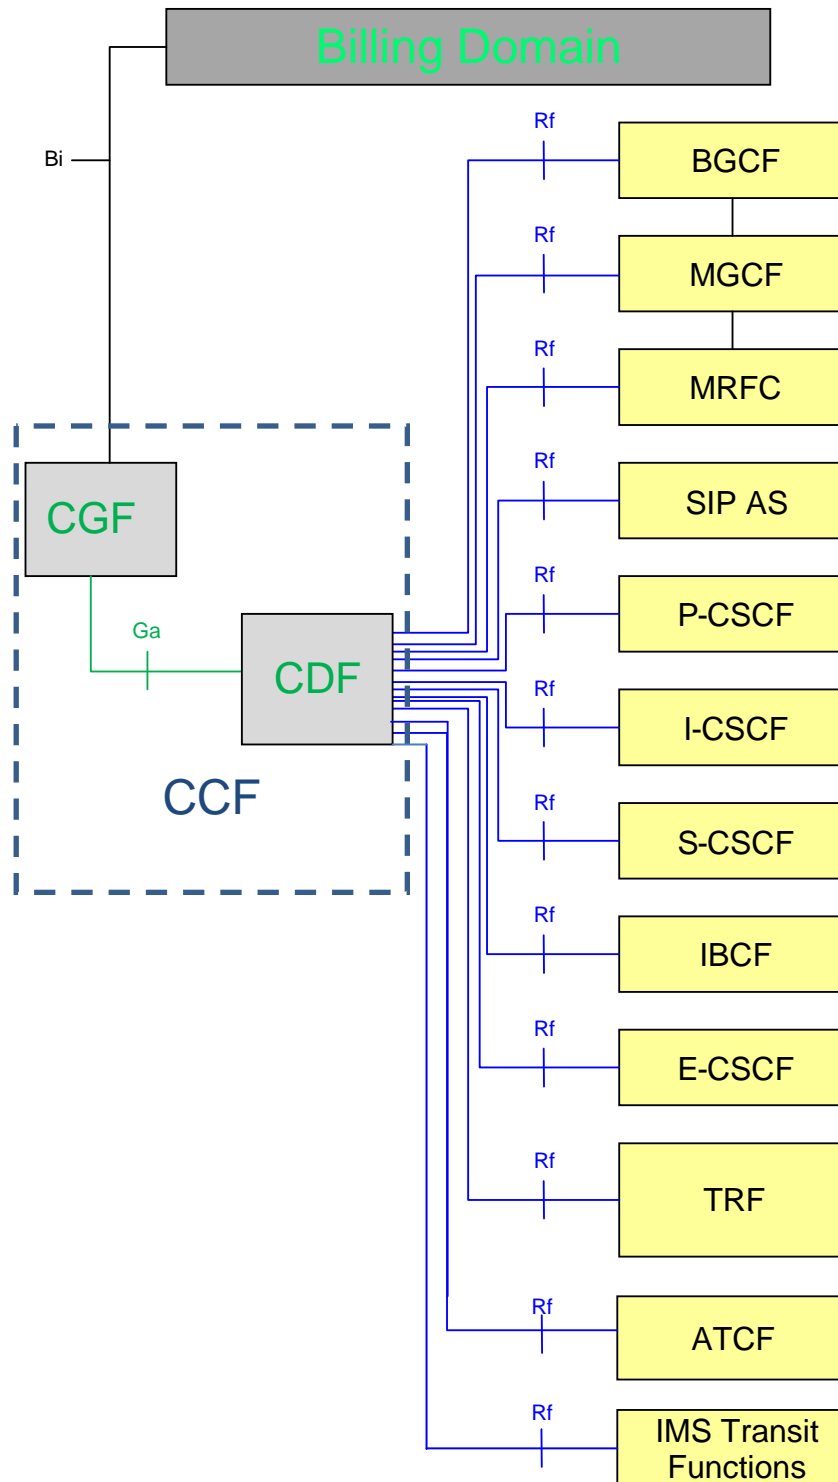 Billing Domain
Bi
Rf
BGCF
Rf
MGCF
Rf
MRFC
Rf
SIP AS
CGF
Rf
P-CSCF
Ga
CDF
Rf
I-CSCF
CCF
Rf
S-CSCF
Rf
IBCF
Rf
E-CSCF
Rf
TRF
Rf
ATCF
Rf
IMS Transit
Functions